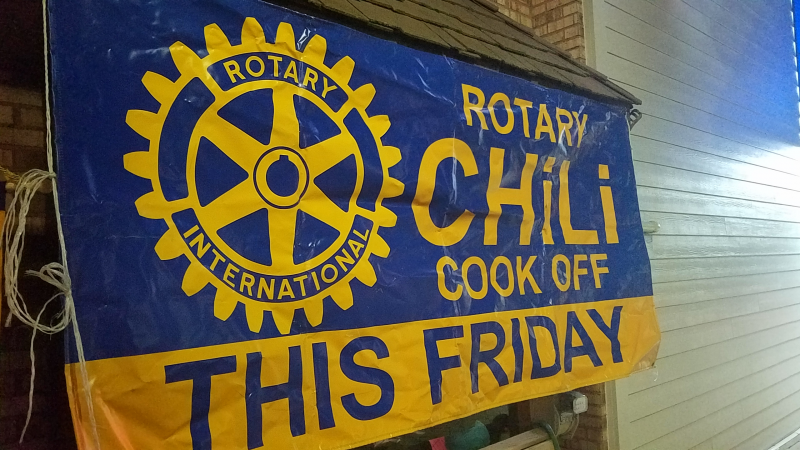 ROTARY
INTERNATIONAL
ROTARY
CHiLi
COOK OFF
THIS FRIDAY